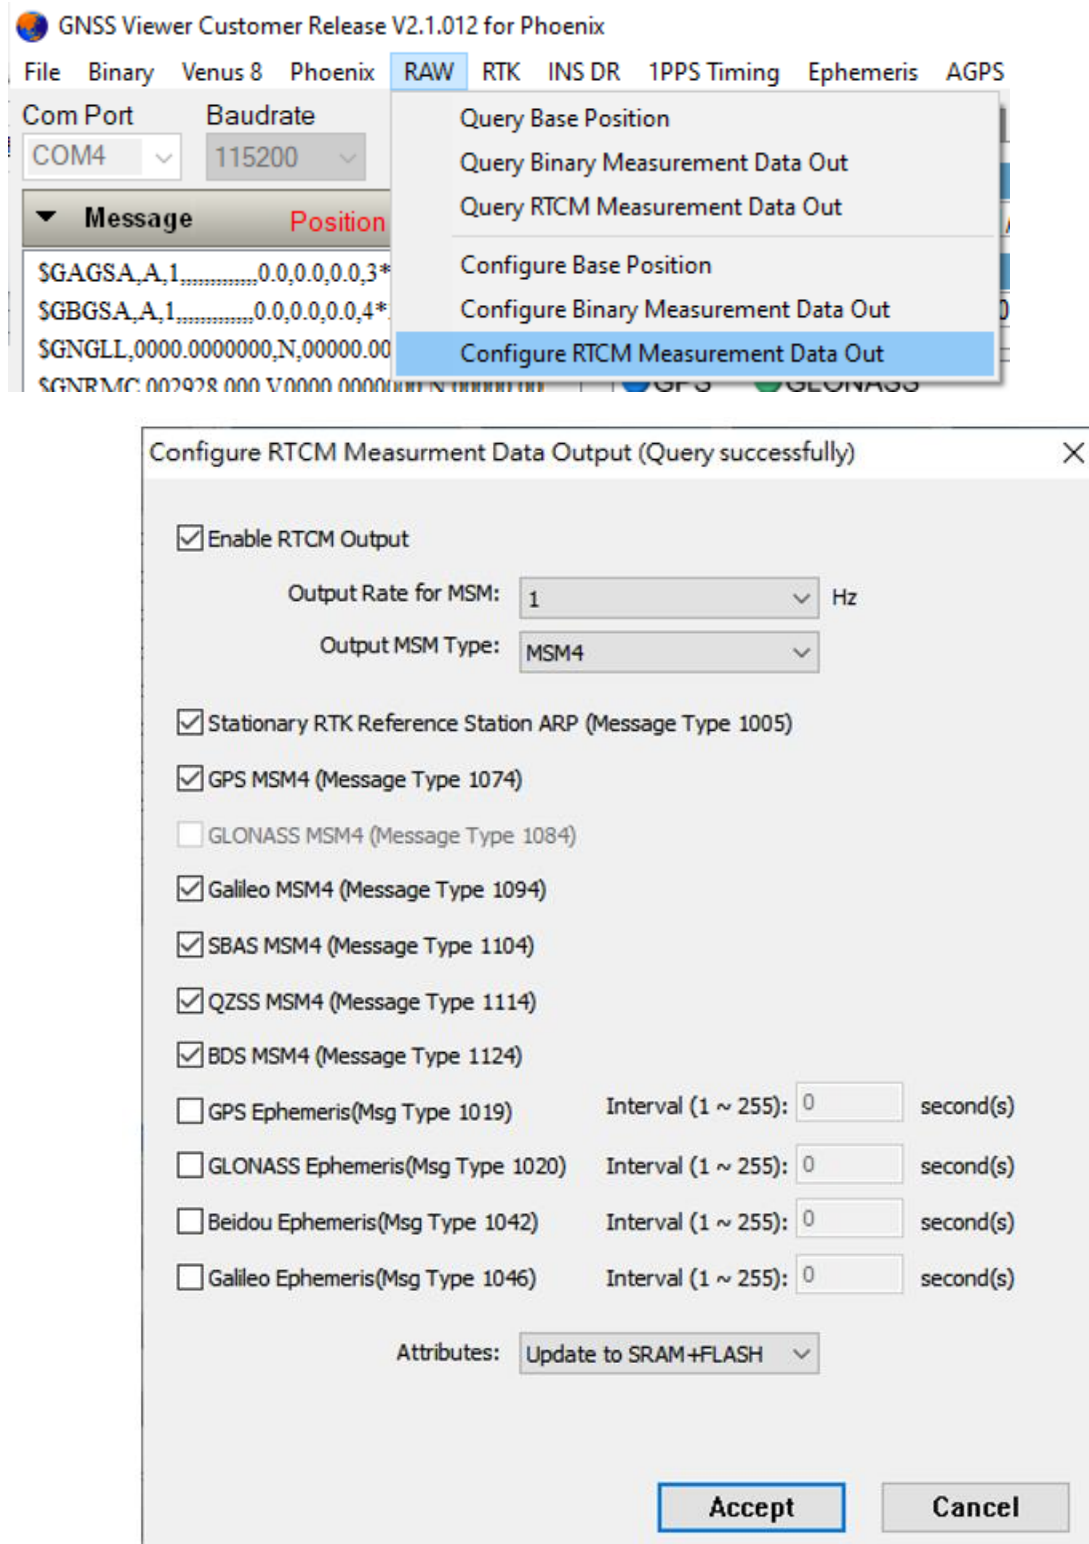 GNSS Viewer Customer Release V2.1.012 for Phoenix
File Binary Venus 8 Phoenix RAW RTK INS DR 1PPS Timing Ephemeris AGPS
Com Port Baudrate
COM4 115200
Message Position
$GAGSA,A,1,,,,,,,,,,,,,0.0,0.0,0.0,3*
$GBGSA,A,1,,,,,,,,,,,,,0.0,0.0,0.0,4*
$GNGLL,0000.0000000,N,00000.00
$GNRMC,002928.000,V,0000.0000000,N,00000.00
Query Base Position
Query Binary Measurement Data Out
Query RTCM Measurement Data Out
Configure Base Position
Configure Binary Measurement Data Out
Configure RTCM Measurement Data Out
GPS GLONASS
Configure RTCM Measurment Data Output (Query successfully)
Enable RTCM Output
Output Rate for MSM: 1 Hz
Output MSM Type: MSM4
Stationary RTK Reference Station ARP (Message Type 1005)
GPS MSM4 (Message Type 1074)
GLONASS MSM4 (Message Type 1084)
Galileo MSM4 (Message Type 1094)
SBAS MSM4 (Message Type 1104)
QZSS MSM4 (Message Type 1114)
BDS MSM4 (Message Type 1124)
GPS Ephemeris(Msg Type 1019) Interval (1 ~ 255): 0 second(s)
GLONASS Ephemeris(Msg Type 1020) Interval (1 ~ 255): 0 second(s)
Beidou Ephemeris(Msg Type 1042) Interval (1 ~ 255): 0 second(s)
Galileo Ephemeris(Msg Type 1046) Interval (1 ~ 255): 0 second(s)
Attributes: Update to SRAM+FLASH
Accept Cancel